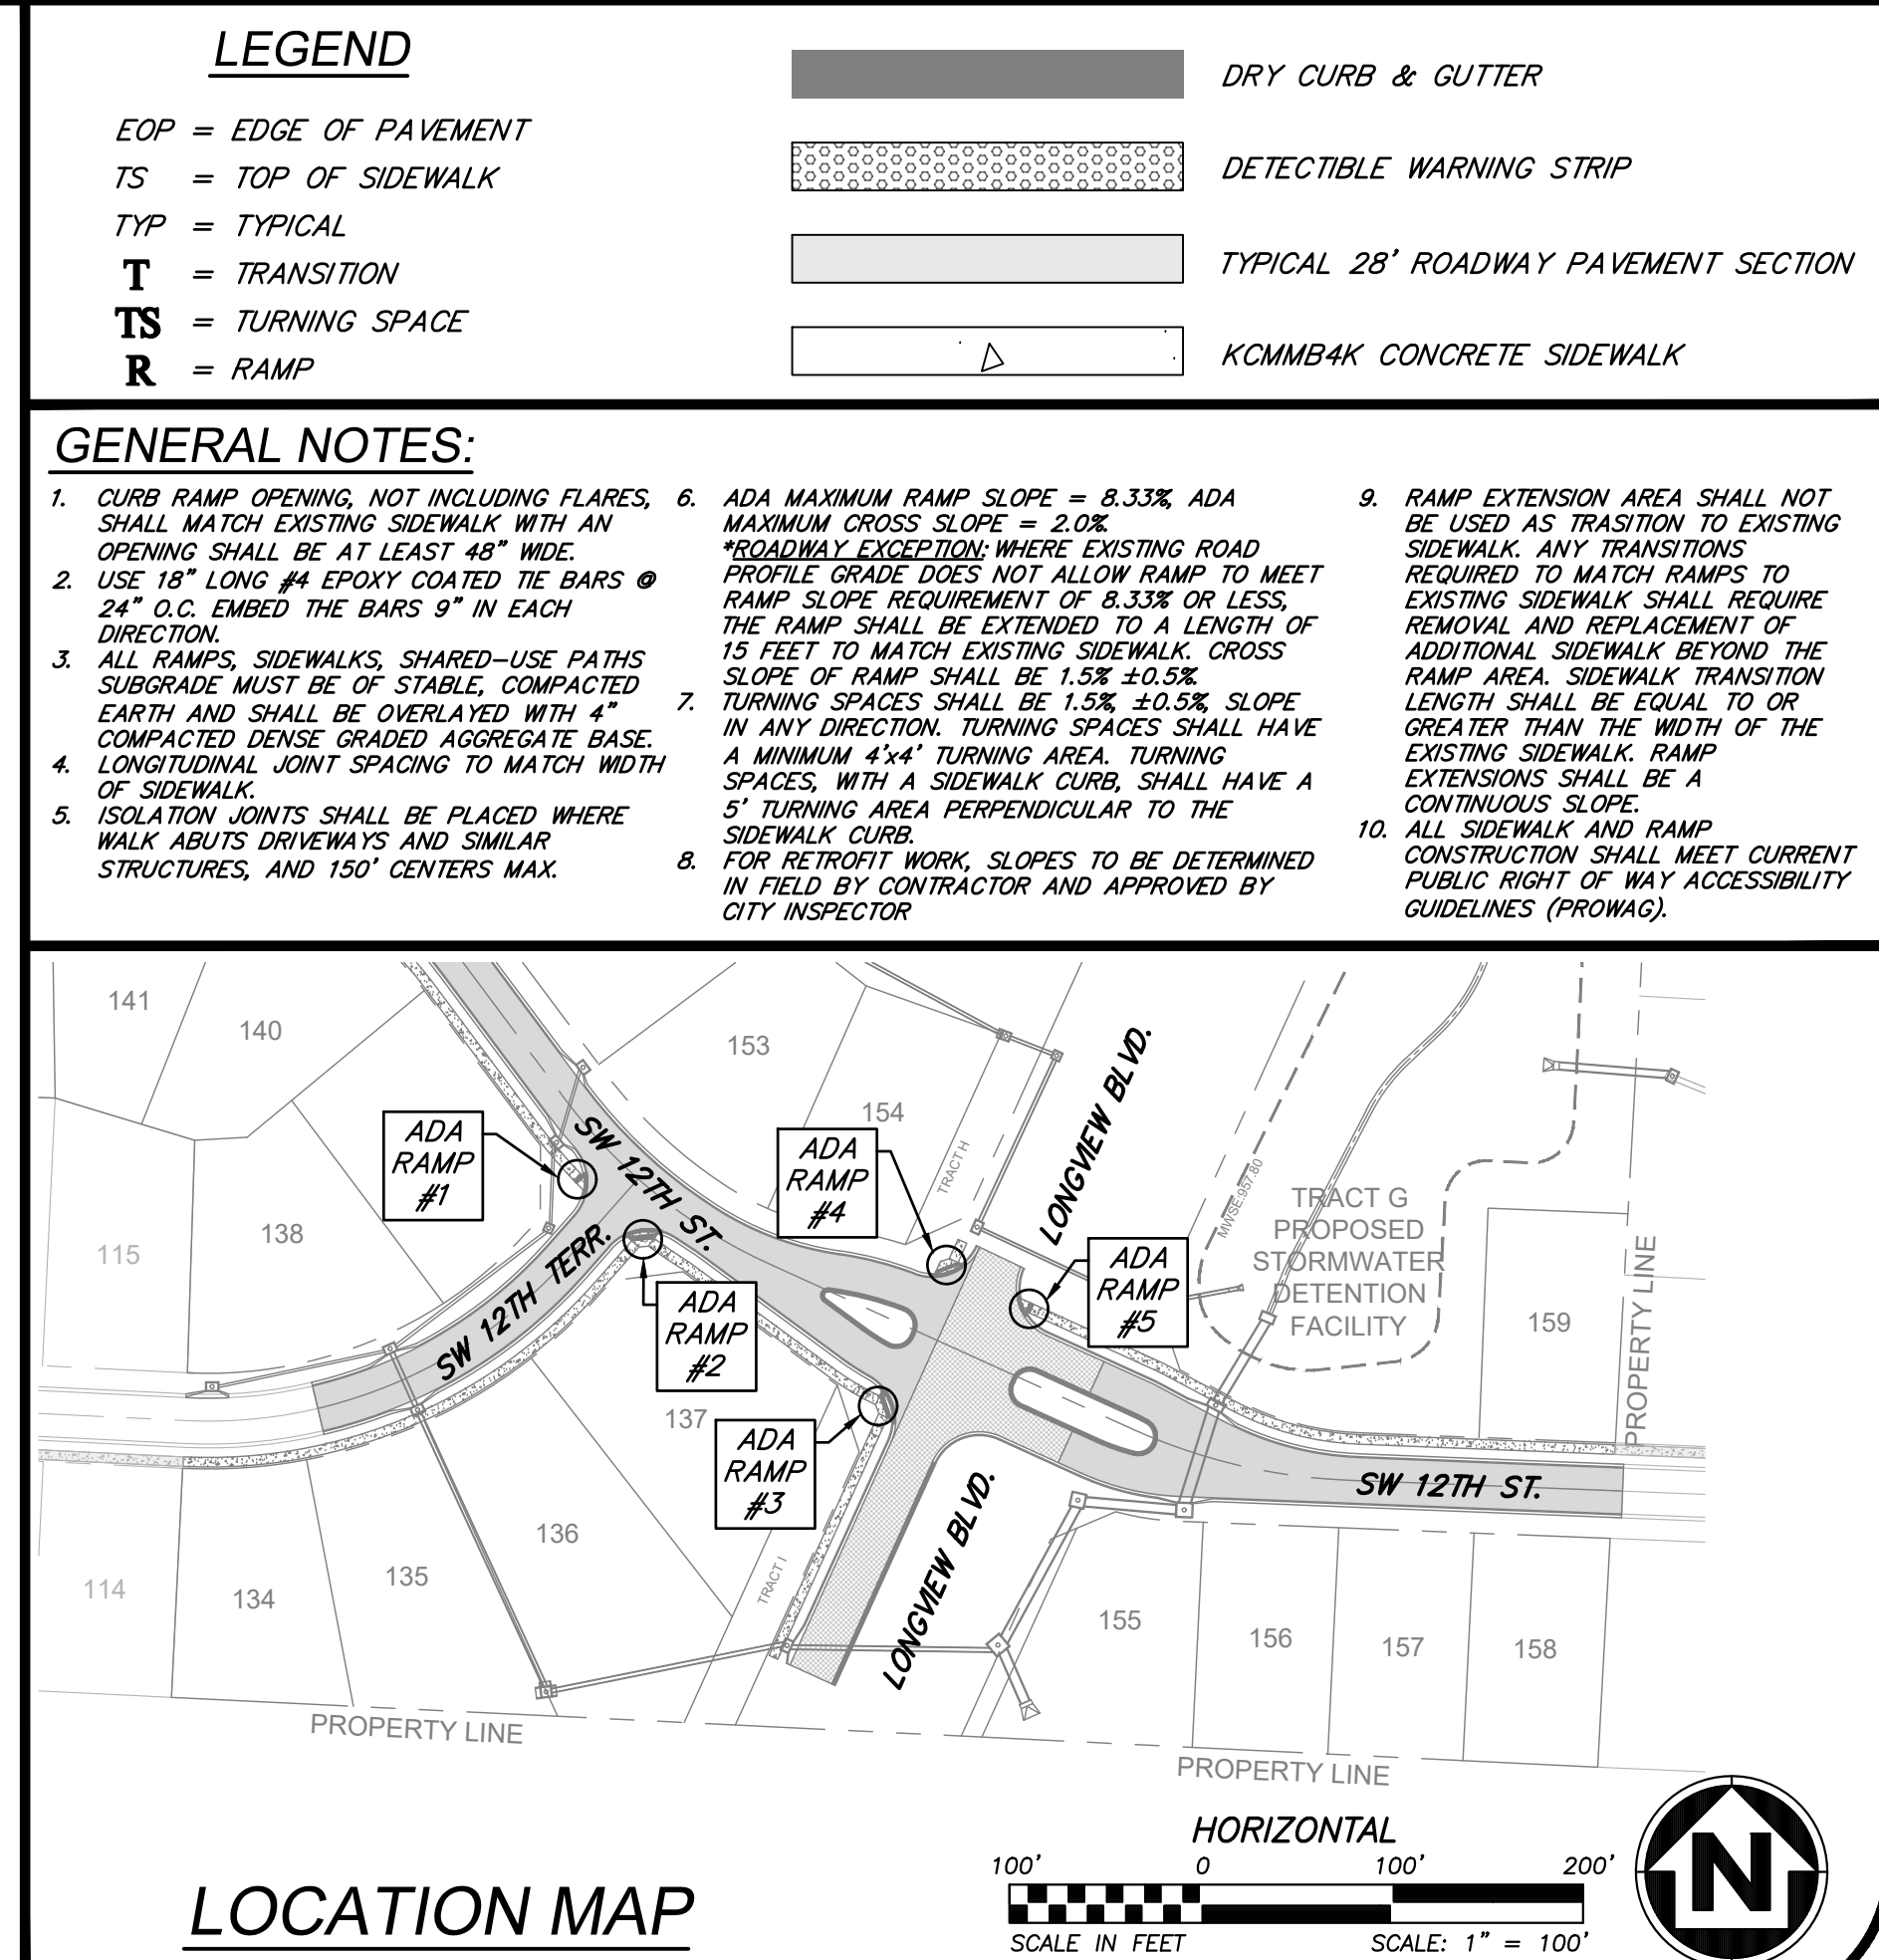 LEGEND
EOP = EDGE OF PAVEMENT
TS = TOP OF SIDEWALK
TYP = TYPICAL
T = TRANSITION
TS = TURNING SPACE
R = RAMP
DRY CURB & GUTTER
DETECTIBLE WARNING STRIP
TYPICAL 28' ROADWAY PAVEMENT SECTION
KCMMB4K CONCRETE SIDEWALK
GENERAL NOTES:
1. CURB RAMP OPENING, NOT INCLUDING FLARES,
SHALL MATCH EXISTING SIDEWALK WITH AN
OPENING SHALL BE AT LEAST 48" WIDE.
2. USE 18" LONG #4 EPOXY COATED TIE BARS @
24" O.C. EMBED THE BARS 9" IN EACH
DIRECTION.
3. ALL RAMPS, SIDEWALKS, SHARED-USE PATHS
SUBGRADE MUST BE OF STABLE, COMPACTED
EARTH AND SHALL BE OVERLAYED WITH 4"
COMPACTED DENSE GRADED AGGREGATE BASE.
4. LONGITUDINAL JOINT SPACING TO MATCH WIDTH
OF SIDEWALK.
5. ISOLATION JOINTS SHALL BE PLACED WHERE
WALK ABUTS DRIVEWAYS AND SIMILAR
STRUCTURES, AND 150' CENTERS MAX.
6. ADA MAXIMUM RAMP SLOPE = 8.33%, ADA
MAXIMUM CROSS SLOPE = 2.0%.
*ROADWAY EXCEPTION: WHERE EXISTING ROAD
PROFILE GRADE DOES NOT ALLOW RAMP TO MEET
RAMP SLOPE REQUIREMENT OF 8.33% OR LESS,
THE RAMP SHALL BE EXTENDED TO A LENGTH OF
15 FEET TO MATCH EXISTING SIDEWALK. CROSS
SLOPE OF RAMP SHALL BE 1.5% ±0.5%.
7. TURNING SPACES SHALL BE 1.5%, ±0.5%, SLOPE
IN ANY DIRECTION. TURNING SPACES SHALL HAVE
A MINIMUM 4'x4' TURNING AREA. TURNING
SPACES, WITH A SIDEWALK CURB, SHALL HAVE A
5' TURNING AREA PERPENDICULAR TO THE
SIDEWALK CURB.
8. FOR RETROFIT WORK, SLOPES TO BE DETERMINED
IN FIELD BY CONTRACTOR AND APPROVED BY
CITY INSPECTOR
9. RAMP EXTENSION AREA SHALL NOT
BE USED AS TRASITION TO EXISTING
SIDEWALK. ANY TRANSITIONS
REQUIRED TO MATCH RAMPS TO
EXISTING SIDEWALK SHALL REQUIRE
REMOVAL AND REPLACEMENT OF
ADDITIONAL SIDEWALK BEYOND THE
RAMP AREA. SIDEWALK TRANSITION
LENGTH SHALL BE EQUAL TO OR
GREATER THAN THE WIDTH OF THE
EXISTING SIDEWALK. RAMP
EXTENSIONS SHALL BE A
CONTINUOUS SLOPE.
10. ALL SIDEWALK AND RAMP
CONSTRUCTION SHALL MEET CURRENT
PUBLIC RIGHT OF WAY ACCESSIBILITY
GUIDELINES (PROWAG).
141
140
153
154
138
115
ADA
RAMP
#1
SW 12TH ST.
ADA
RAMP
#4
TRACT H
LONGVIEW BLVD.
MWSE:957.80
TRACT G
PROPOSED
STORMWATER
DETENTION
FACILITY
ADA
RAMP
#5
159
PROPERTY LINE
SW 12TH TERR.
ADA
RAMP
#2
137
ADA
RAMP
#3
SW 12TH ST.
114
134
135
136
TRACT I
LONGVIEW BLVD.
155
156
157
158
PROPERTY LINE
PROPERTY LINE
HORIZONTAL
100' 0 100' 200'
SCALE IN FEET SCALE: 1" = 100'
N
LOCATION MAP